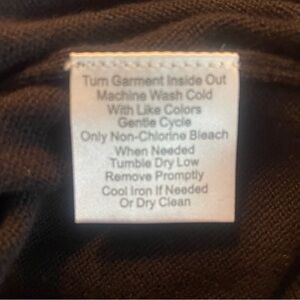 Turn Garment Inside Out
Machine Wash Cold
With Like Colors
Gentle Cycle
Only Non-Chlorine Bleach
When Needed
Tumble Dry Low
Remove Promptly
Cool Iron If Needed
Or Dry Clean